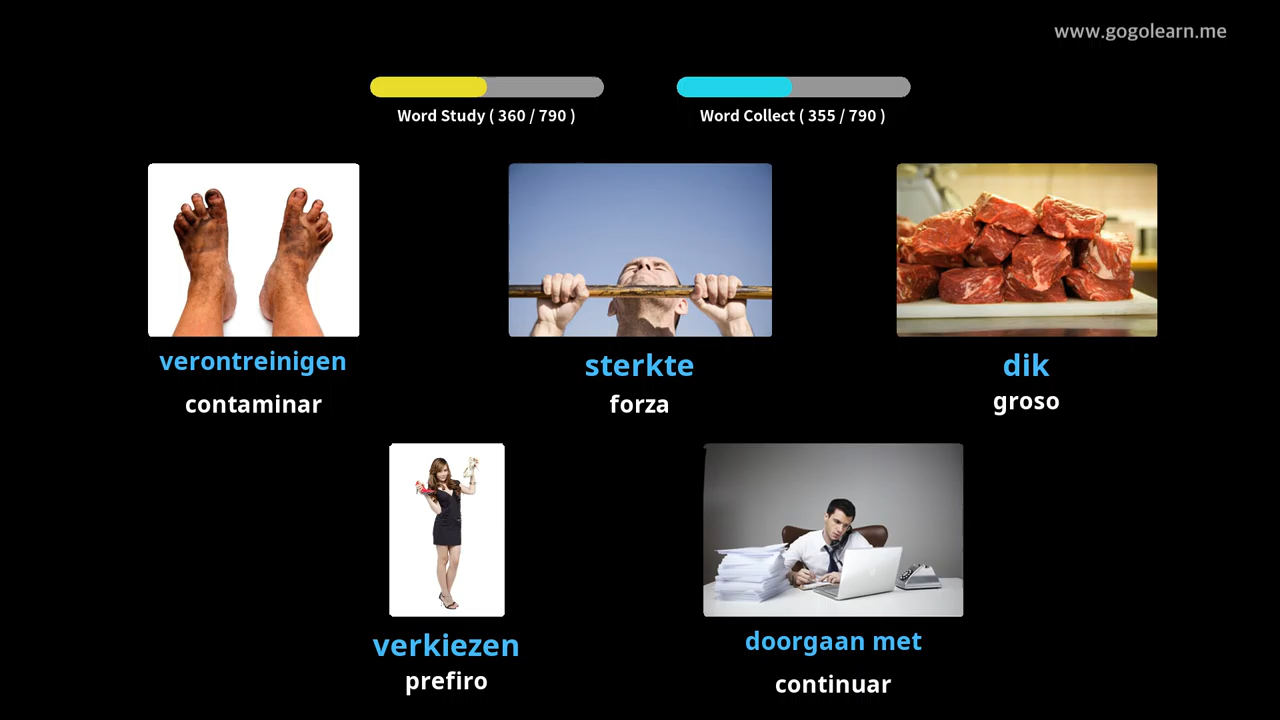 www.gogolearn.me
Word Study ( 360 / 790 )
Word Collect ( 355 / 790 )
verontreinigen
contaminar
sterkte
forza
dik
groso
verkiezen
prefiro
doorgaan met
continuar